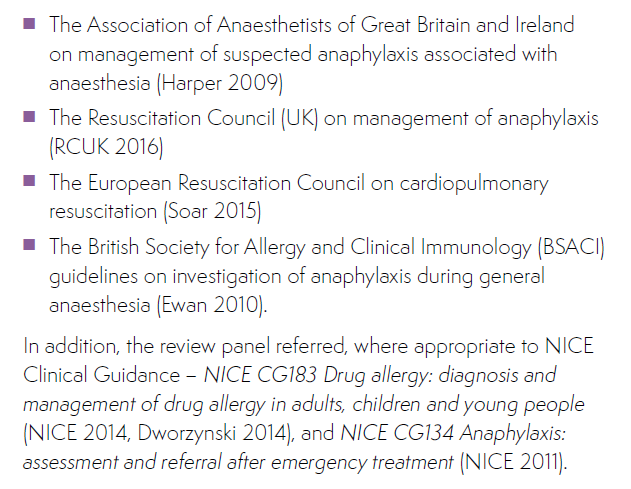 ■ The Association of Anaesthetists of Great Britain and Ireland
on management of suspected anaphylaxis associated with
anaesthesia (Harper 2009)
■ The Resuscitation Council (UK) on management of anaphylaxis
(RCUK 2016)
■ The European Resuscitation Council on cardiopulmonary
resuscitation (Soar 2015)
■ The British Society for Allergy and Clinical Immunology (BSACI)
guidelines on investigation of anaphylaxis during general
anaesthesia (Ewan 2010).
In addition, the review panel referred, where appropriate to NICE
Clinical Guidance – NICE CG183 Drug allergy: diagnosis and
management of drug allergy in adults, children and young people
(NICE 2014, Dworzynski 2014), and NICE CG134 Anaphylaxis:
assessment and referral after emergency treatment (NICE 2011).